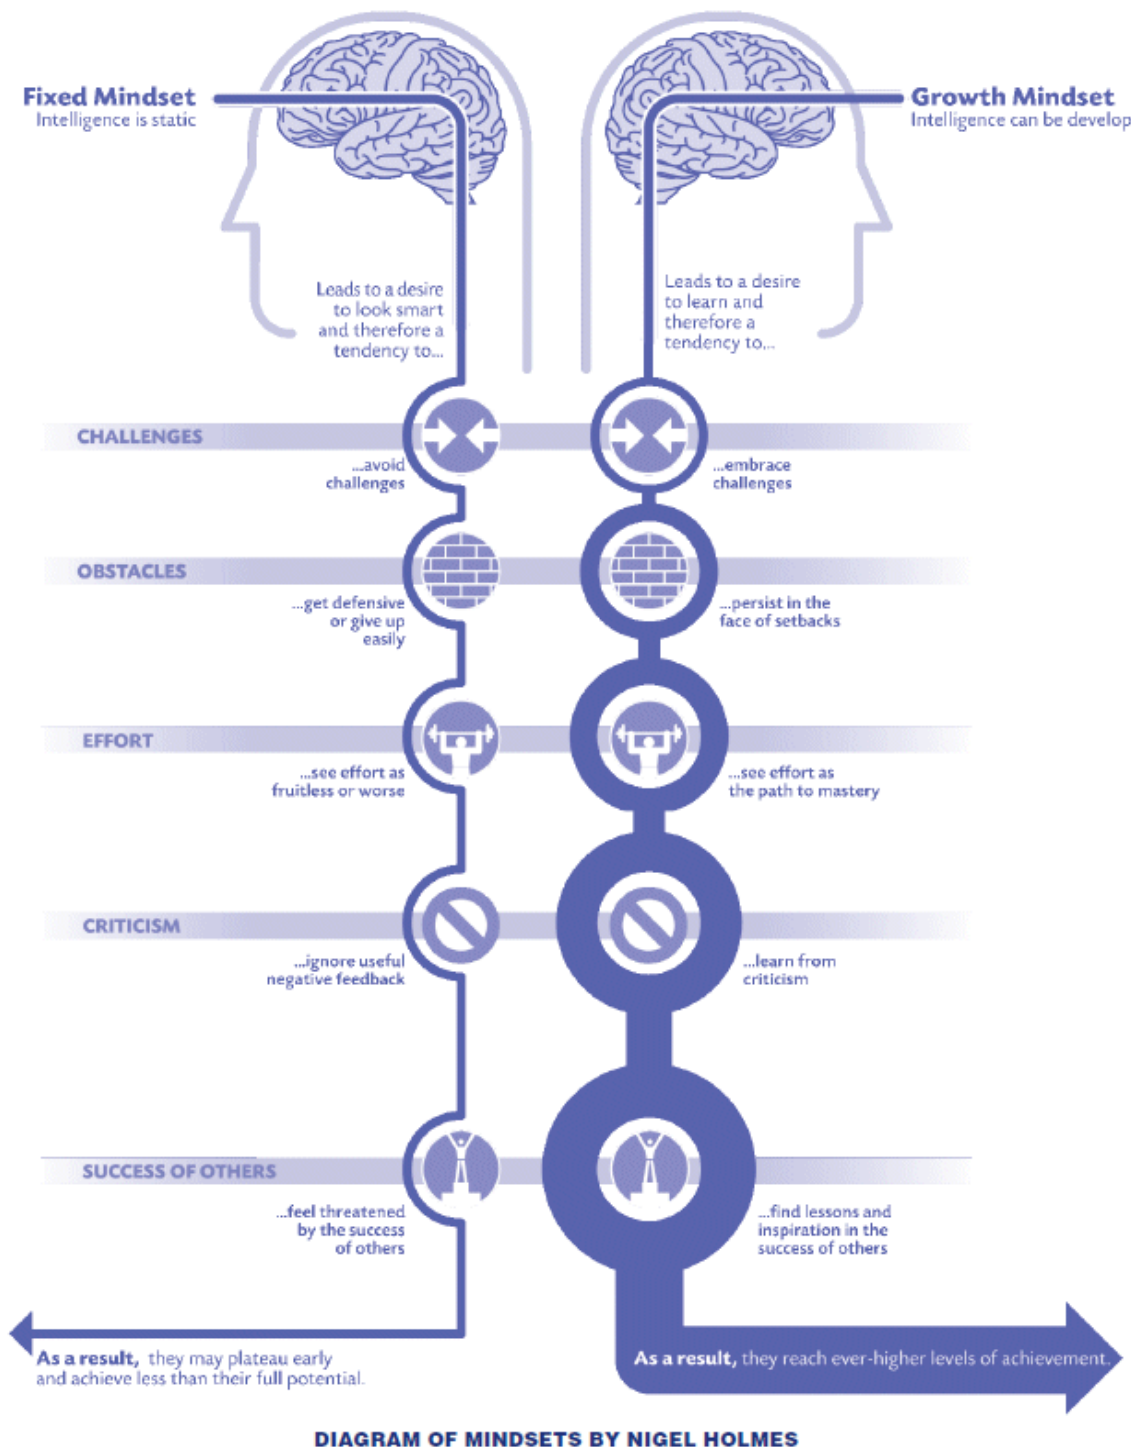 Fixed Mindset
Intelligence is static
Growth Mindset
Intelligence can be develop
Leads to a desire
to look smart
and therefore a
tendency to...
Leads to a desire
to learn and
therefore a
tendency to...
CHALLENGES
...avoid
challenges
...embrace
challenges
OBSTACLES
...get defensive
or give up
easily
...persist in the
face of setbacks
EFFORT
...see effort as
fruitless or worse
...see effort as
the path to mastery
CRITICISM
...ignore useful
negative feedback
...learn from
criticism
SUCCESS OF OTHERS
...feel threatened
by the success
of others
...find lessons and
inspiration in the
success of others
As a result, they may plateau early
and achieve less than their full potential.
As a result, they reach ever-higher levels of achievement.
DIAGRAM OF MINDSETS BY NIGEL HOLMES